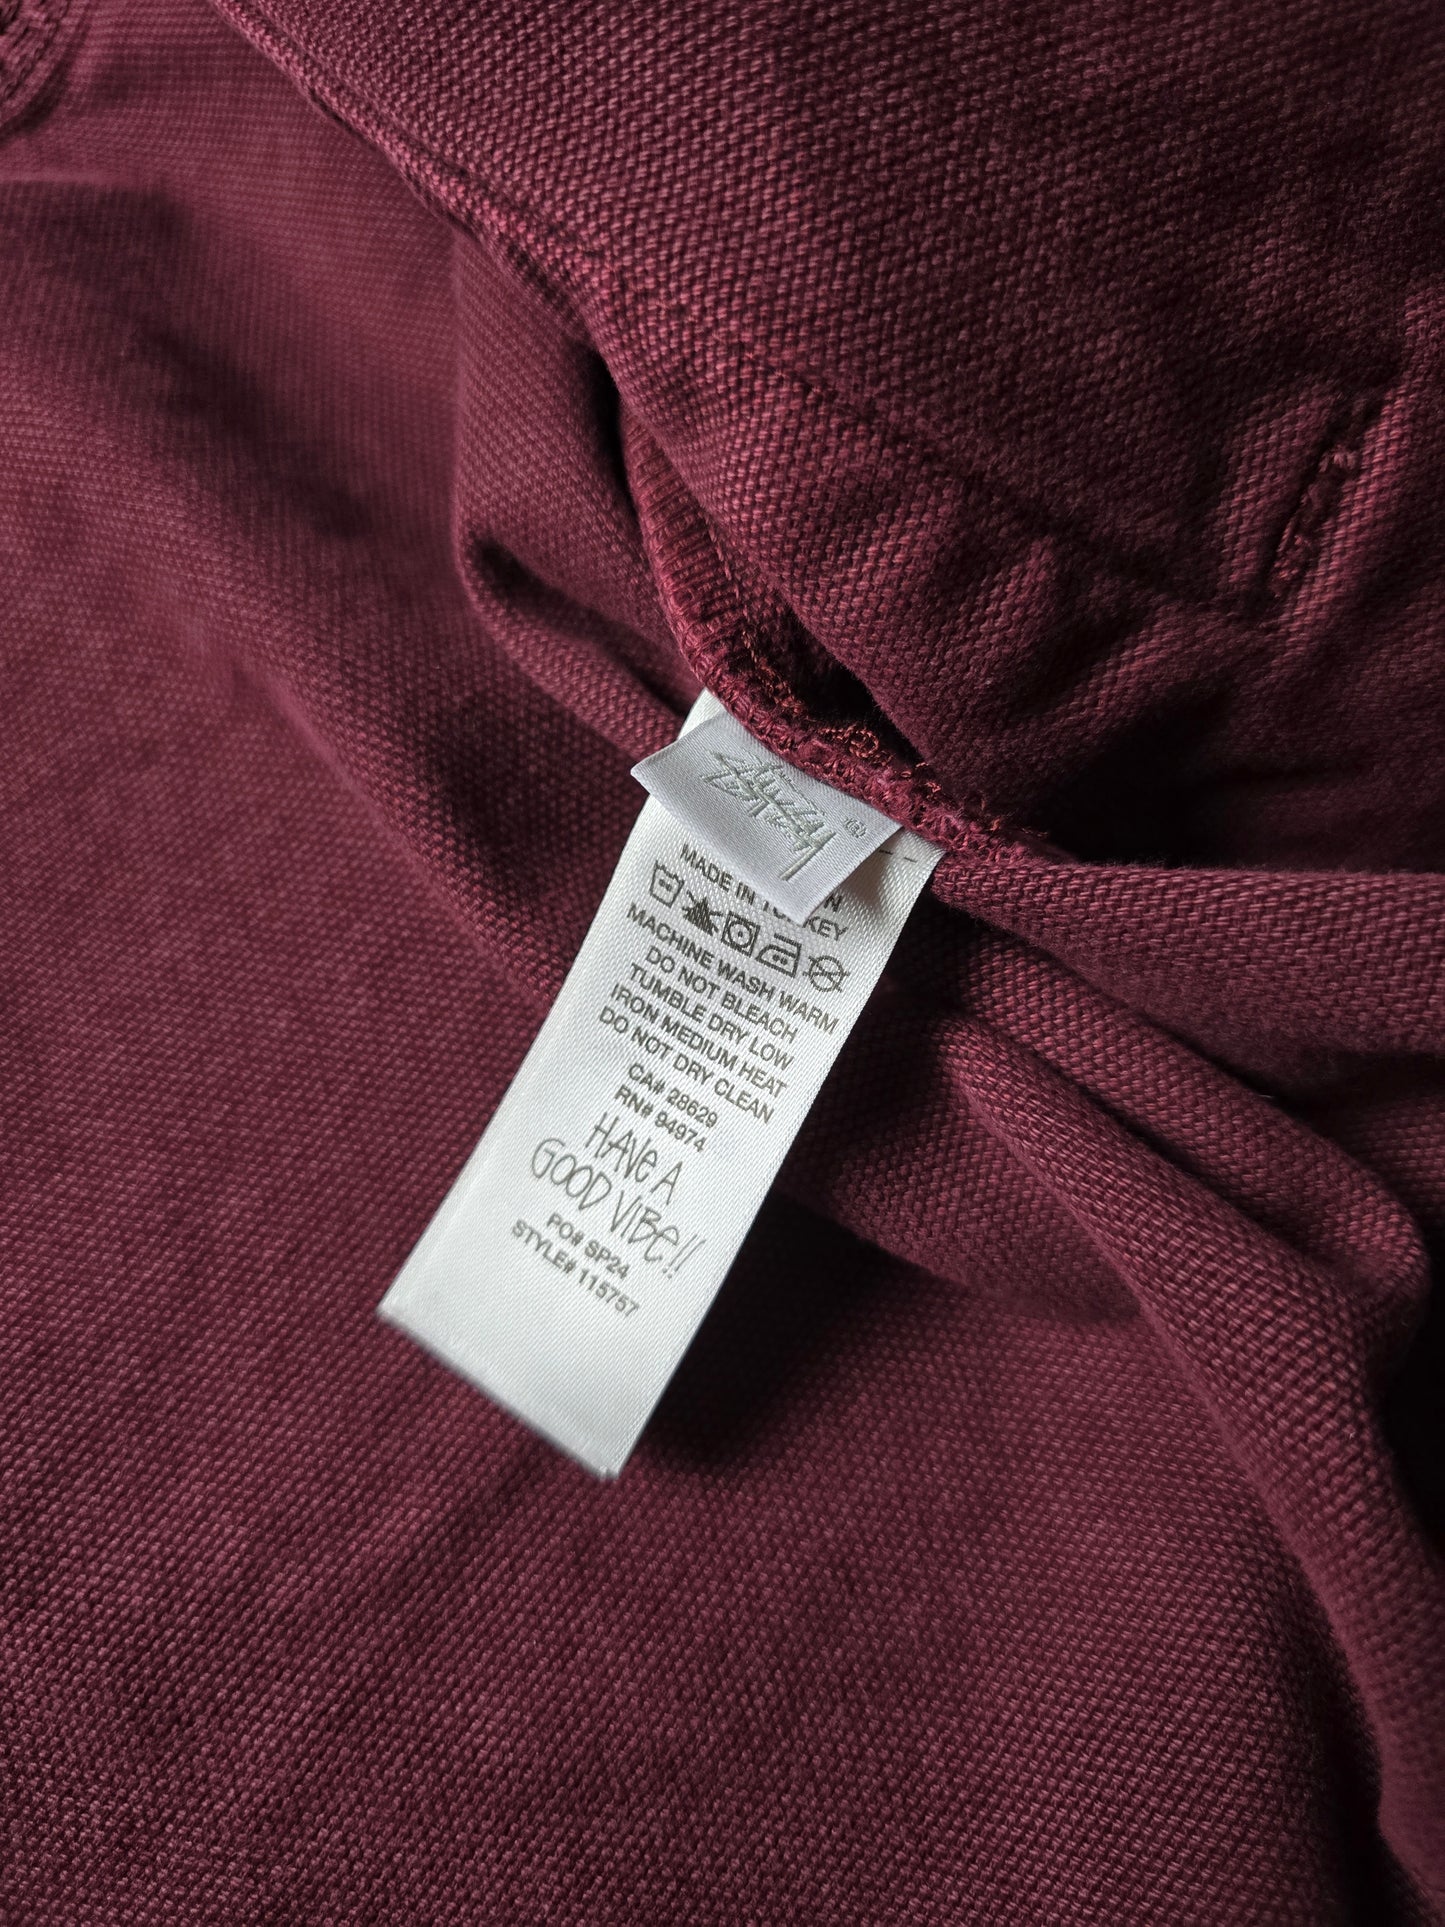 Stüssy ®
MADE IN TURKEY
MACHINE WASH WARM
DO NOT BLEACH
TUMBLE DRY LOW
IRON MEDIUM HEAT
DO NOT DRY CLEAN
CA# 28629
RN# 94974
HAVE A
GOOD VIBE!!
PO# SP24
STYLE# 115757